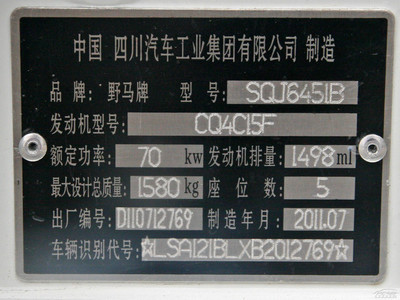 中国 四川汽车工业集团有限公司 制造
品牌: 野马牌 型号: SQJ6451B
发动机型号: CQ4C15F
额定功率: 70 kw 发动机排量: 1498 ml
最大设计总质量: 1580 kg 座位数: 5
出厂编号: D110712769 制造年月: 2011.07
车辆识别代号: ☆LSA121BLXB2012769☆